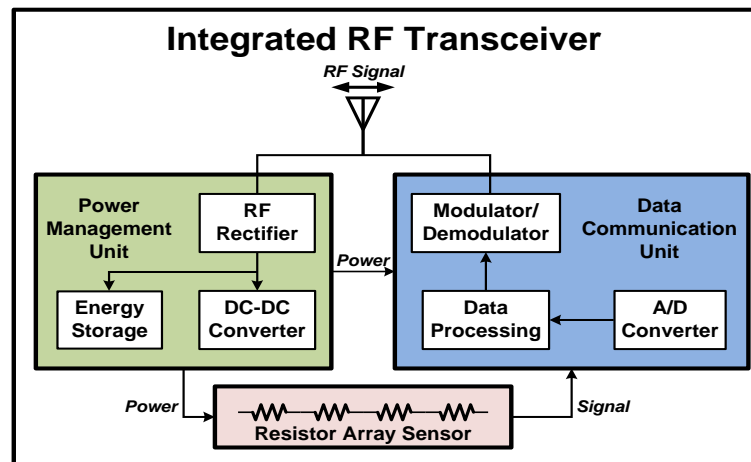 Integrated RF Transceiver
RF Signal
Power
Management
Unit
RF
Rectifier
Energy
Storage
DC-DC
Converter
Power
Modulator/
Demodulator
Data
Communication
Unit
Data
Processing
A/D
Converter
Power
Resistor Array Sensor
Signal